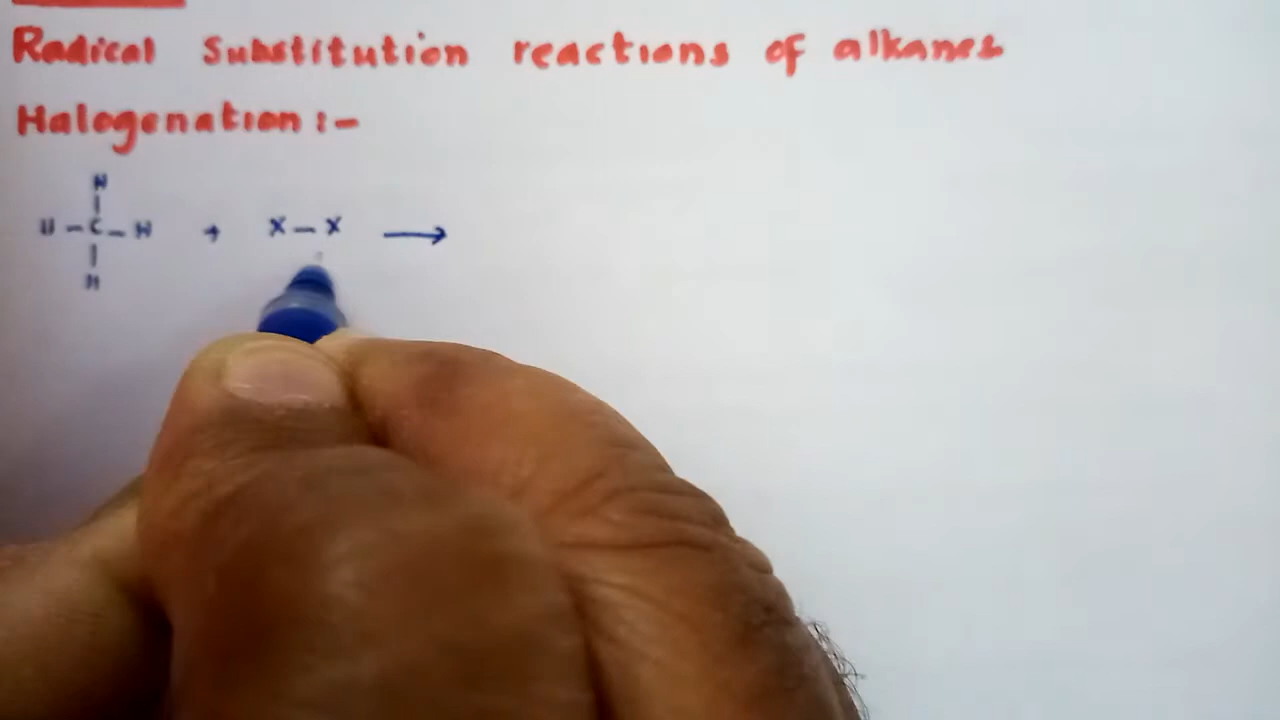 Radical Substitution reactions of alkanes
Halogenation :-
H
H - C - H + X - X →
H